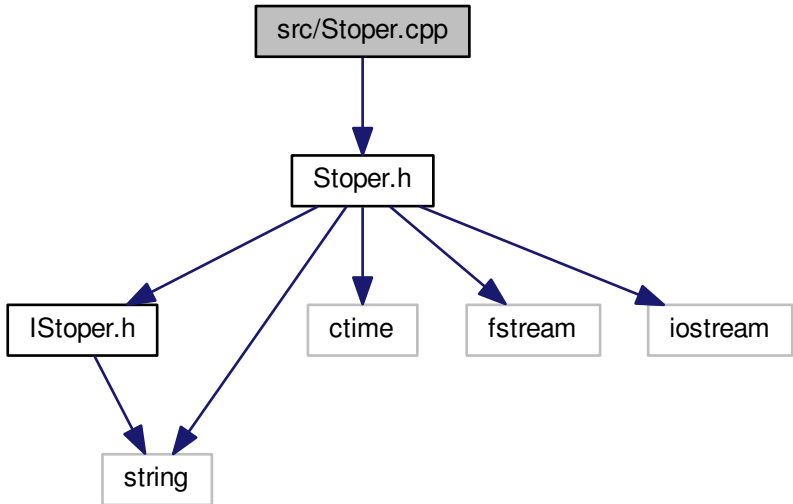 src/Stoper.cpp
Stoper.h
IStoper.h
ctime
fstream
iostream
string